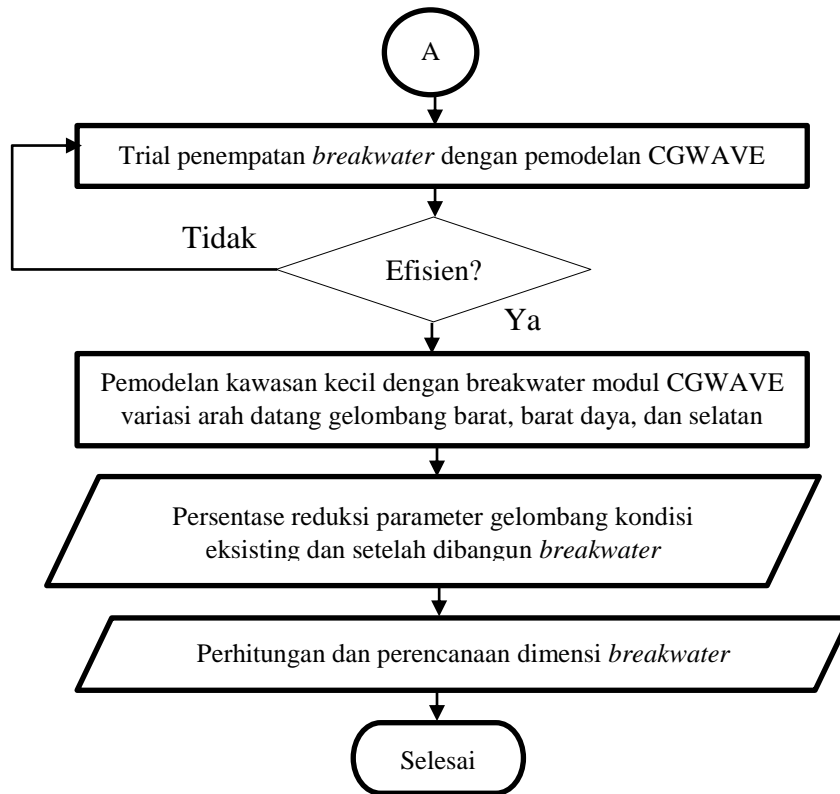 A
Trial penempatan breakwater dengan pemodelan CGWAVE
Tidak
Efisien?
Ya
Pemodelan kawasan kecil dengan breakwater modul CGWAVE
variasi arah datang gelombang barat, barat daya, dan selatan
Persentase reduksi parameter gelombang kondisi
eksisting dan setelah dibangun breakwater
Perhitungan dan perencanaan dimensi breakwater
Selesai